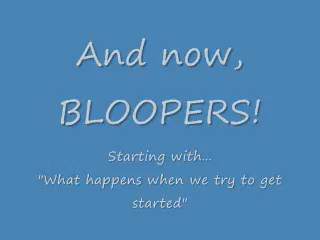 And now,
BLOOPERS!
Starting with...
"What happens when we try to get
started"